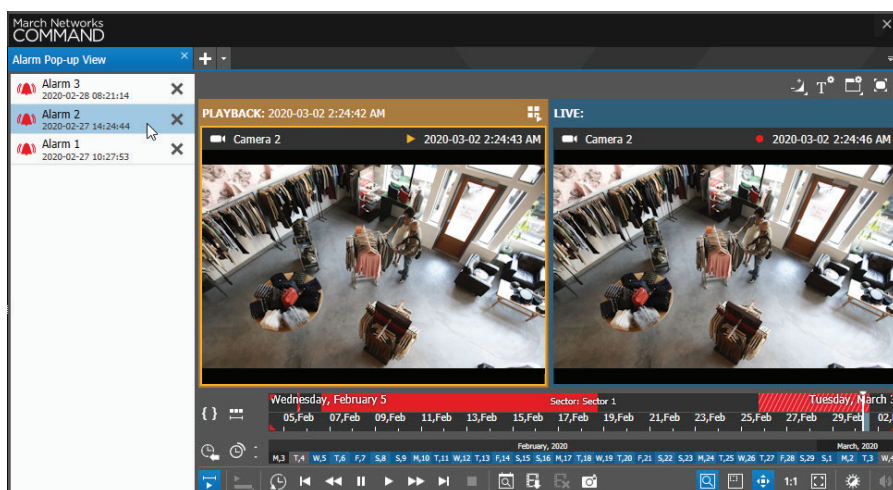 March Networks
COMMAND
Alarm Pop-up View
Alarm 3
2020-02-28 08:21:14
Alarm 2
2020-02-27 14:24:44
Alarm 1
2020-02-27 10:27:53
PLAYBACK: 2020-03-02 2:24:42 AM
LIVE:
Camera 2
2020-03-02 2:24:43 AM
Camera 2
2020-03-02 2:24:46 AM
Wednesday, February 5
Sector: Sector 1
Tuesday, March 3
05,Feb 07,Feb 09,Feb 11,Feb 13,Feb 15,Feb 17,Feb 19,Feb 21,Feb 23,Feb 25,Feb 27,Feb 29,Feb 02,
February, 2020
March, 2020
M,3 T,4 W,5 T,6 F,7 S,8 S,9 M,10 T,11 W,12 T,13 F,14 S,15 S,16 M,17 T,18 W,19 T,20 F,21 S,22 S,23 M,24 T,25 W,26 T,27 F,28 S,29 S,1 M,2 T,3 W,4
1:1